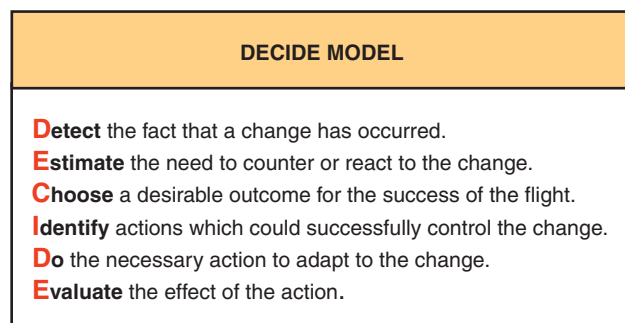 DECIDE MODEL
Detect the fact that a change has occurred.
Estimate the need to counter or react to the change.
Choose a desirable outcome for the success of the flight.
Identify actions which could successfully control the change.
Do the necessary action to adapt to the change.
Evaluate the effect of the action.